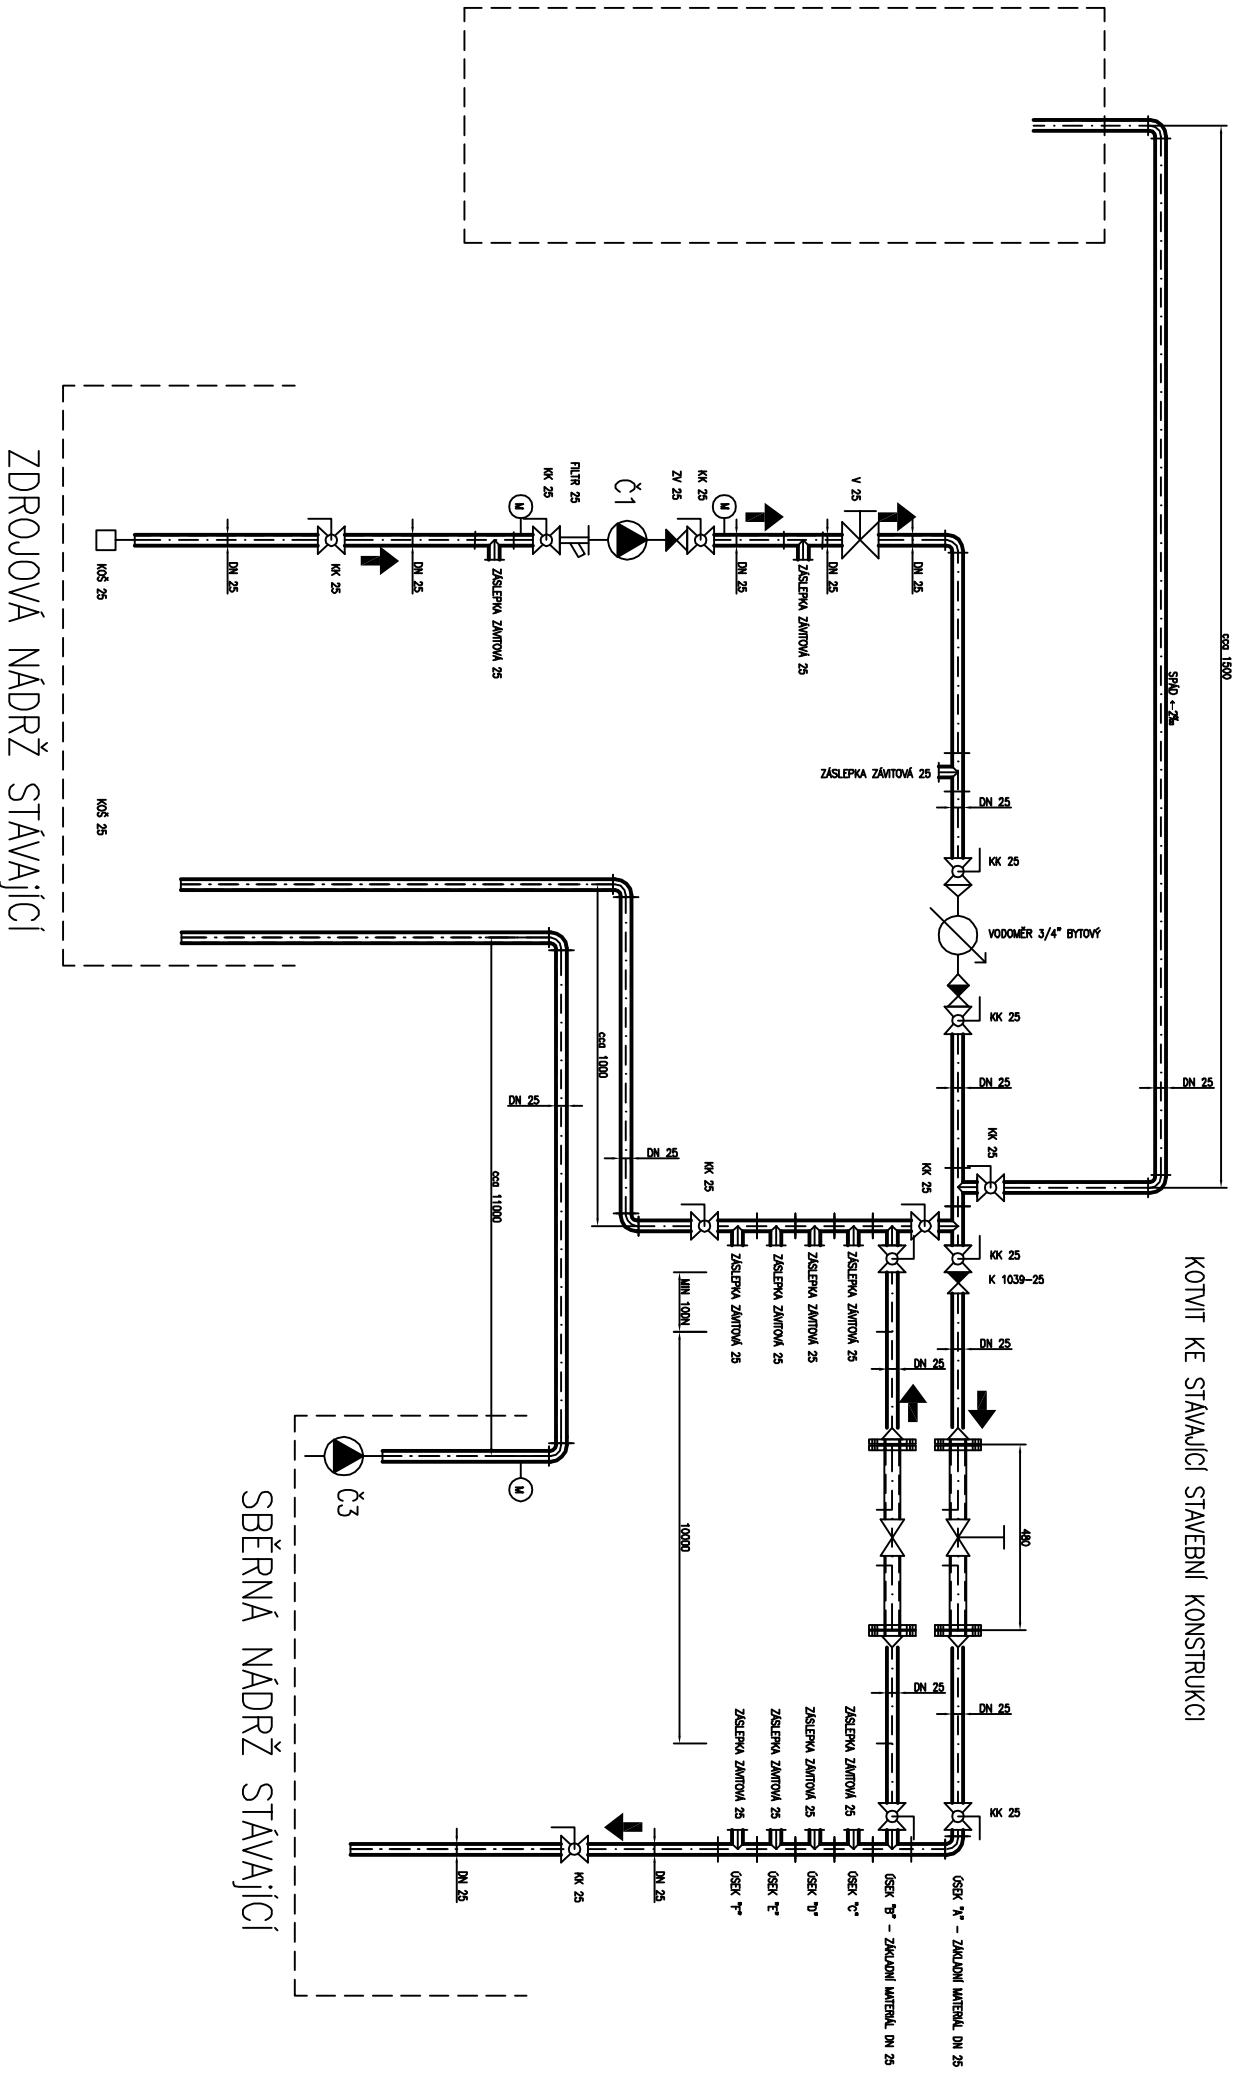 cca 1500
SPÁD ←2‰
KOTVIT KE STÁVAJÍCÍ STAVEBNÍ KONSTRUKCI
DN 25
KK 25
KOŠ 25
DN 25
KK 25
DN 25
ZÁSLEPKA ZÁVITOVÁ 25
M
KK 25
FILTR 25
Č1
ZV 25
KK 25
M
DN 25
ZÁSLEPKA ZÁVITOVÁ 25
DN 25
V 25
DN 25
ZÁSLEPKA ZÁVITOVÁ 25
DN 25
KK 25
VODOMĚR 3/4" BYTOVÝ
KK 25
DN 25
KK 25
KK 25
K 1039-25
DN 25
480
DN 25
KK 25
ÚSEK "A" - ZÁKLADNÍ MATERIÁL DN 25
DN 25
DN 25
ÚSEK "B" - ZÁKLADNÍ MATERIÁL DN 25
ZÁSLEPKA ZÁVITOVÁ 25
ZÁSLEPKA ZÁVITOVÁ 25
ÚSEK "C"
ZÁSLEPKA ZÁVITOVÁ 25
ZÁSLEPKA ZÁVITOVÁ 25
ÚSEK "D"
ZÁSLEPKA ZÁVITOVÁ 25
ZÁSLEPKA ZÁVITOVÁ 25
ÚSEK "E"
ZÁSLEPKA ZÁVITOVÁ 25
ZÁSLEPKA ZÁVITOVÁ 25
ÚSEK "F"
MIN 10DN
10000
KK 25
DN 25
cca 1000
DN 25
cca 11000
DN 25
KK 25
DN 25
M
Č3
KOŠ 25
ZDROJOVÁ NÁDRŽ STÁVAjÍCÍ
SBĚRNÁ NÁDRŽ STÁVAjÍCÍ